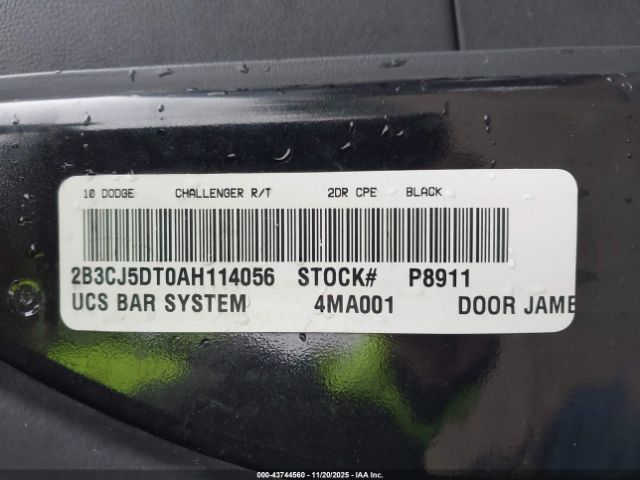 10 DODGE CHALLENGER R/T 2DR CPE BLACK
2B3CJ5DT0AH114056 STOCK# P8911
UCS BAR SYSTEM 4MA001 DOOR JAMB
000-43744560 - 11/20/2025 - © IAA Inc.